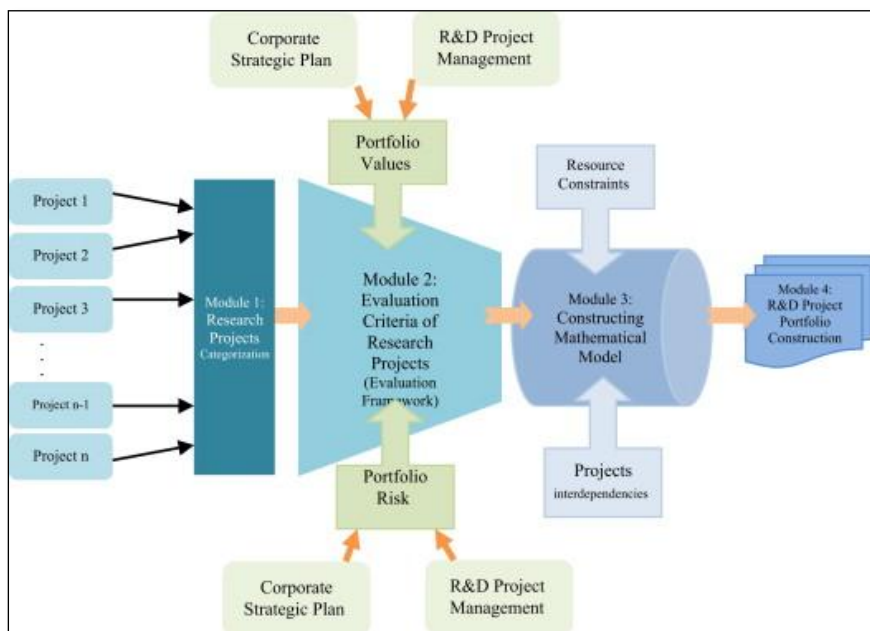 Corporate
Strategic Plan
R&D Project
Management
Portfolio
Values
Resource
Constraints
Project 1
Project 2
Project 3
Project n-1
Project n
Module 1:
Research
Projects
Categorization
Module 2:
Evaluation
Criteria of
Research
Projects
(Evaluation
Framework)
Module 3:
Constructing
Mathematical
Model
Module 4:
R&D Project
Portfolio
Construction
Portfolio
Risk
Projects
interdependencies
Corporate
Strategic Plan
R&D Project
Management